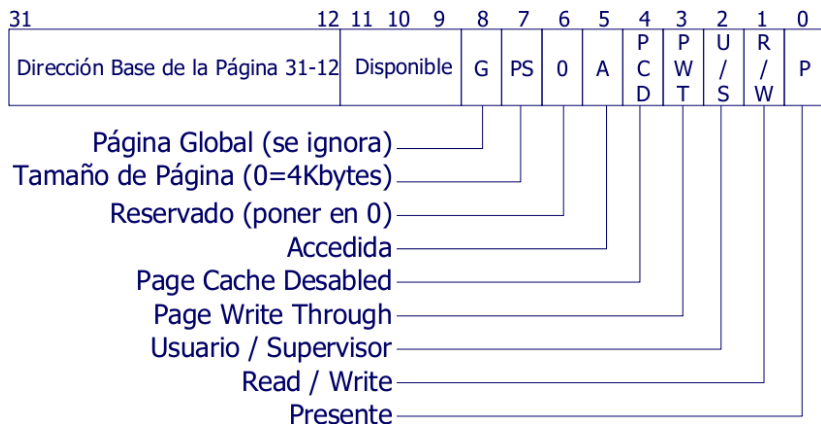 31 12 11 10 9 8 7 6 5 4 3 2 1 0
Dirección Base de la Página 31-12 Disponible G PS 0 A PCD PWT U/S R/W P
Página Global (se ignora)
Tamaño de Página (0=4Kbytes)
Reservado (poner en 0)
Accedida
Page Cache Desabled
Page Write Through
Usuario / Supervisor
Read / Write
Presente